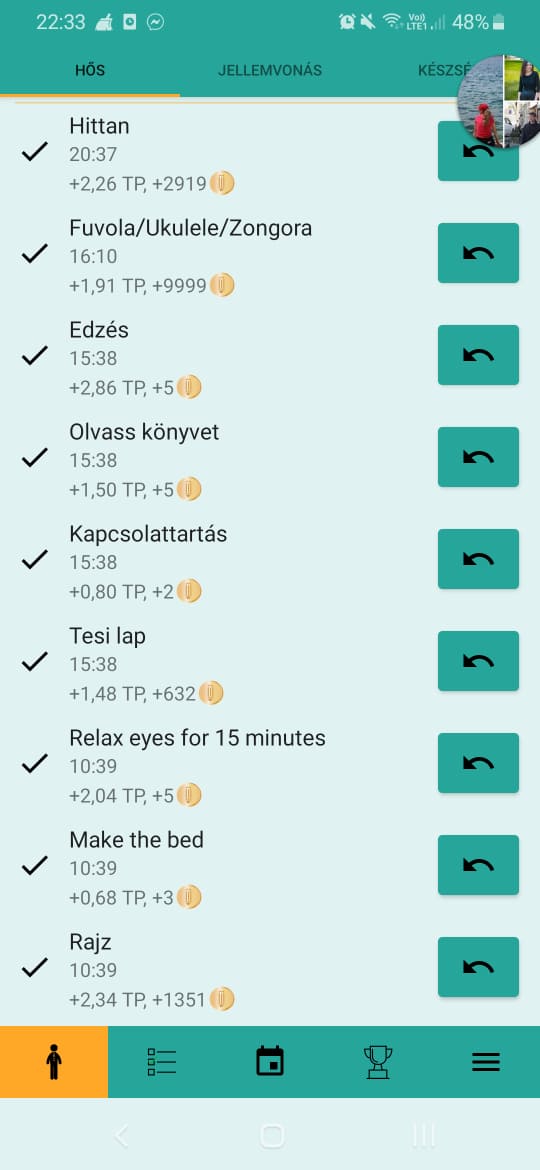 22:33 Vo)) LTE1 48%
HŐS JELLEMVONÁS KÉSZSÉ
Hittan
20:37
+2,26 TP, +2919
Fuvola/Ukulele/Zongora
16:10
+1,91 TP, +9999
Edzés
15:38
+2,86 TP, +5
Olvass könyvet
15:38
+1,50 TP, +5
Kapcsolattartás
15:38
+0,80 TP, +2
Tesi lap
15:38
+1,48 TP, +632
Relax eyes for 15 minutes
10:39
+2,04 TP, +5
Make the bed
10:39
+0,68 TP, +3
Rajz
10:39
+2,34 TP, +1351